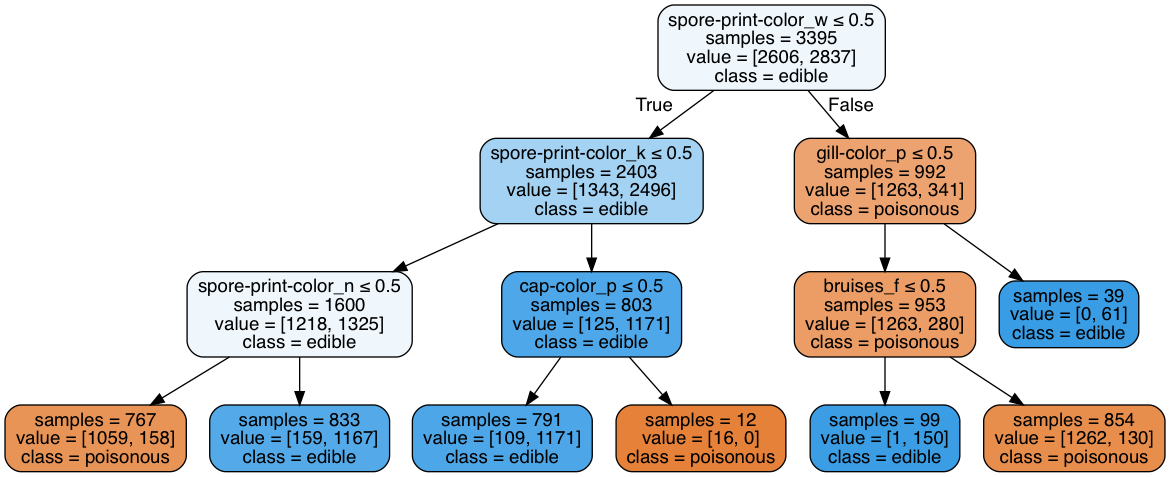 spore-print-color_w ≤ 0.5
samples = 3395
value = [2606, 2837]
class = edible
True
False
spore-print-color_k ≤ 0.5
samples = 2403
value = [1343, 2496]
class = edible
gill-color_p ≤ 0.5
samples = 992
value = [1263, 341]
class = poisonous
spore-print-color_n ≤ 0.5
samples = 1600
value = [1218, 1325]
class = edible
cap-color_p ≤ 0.5
samples = 803
value = [125, 1171]
class = edible
bruises_f ≤ 0.5
samples = 953
value = [1263, 280]
class = poisonous
samples = 39
value = [0, 61]
class = edible
samples = 767
value = [1059, 158]
class = poisonous
samples = 833
value = [159, 1167]
class = edible
samples = 791
value = [109, 1171]
class = edible
samples = 12
value = [16, 0]
class = poisonous
samples = 99
value = [1, 150]
class = edible
samples = 854
value = [1262, 130]
class = poisonous